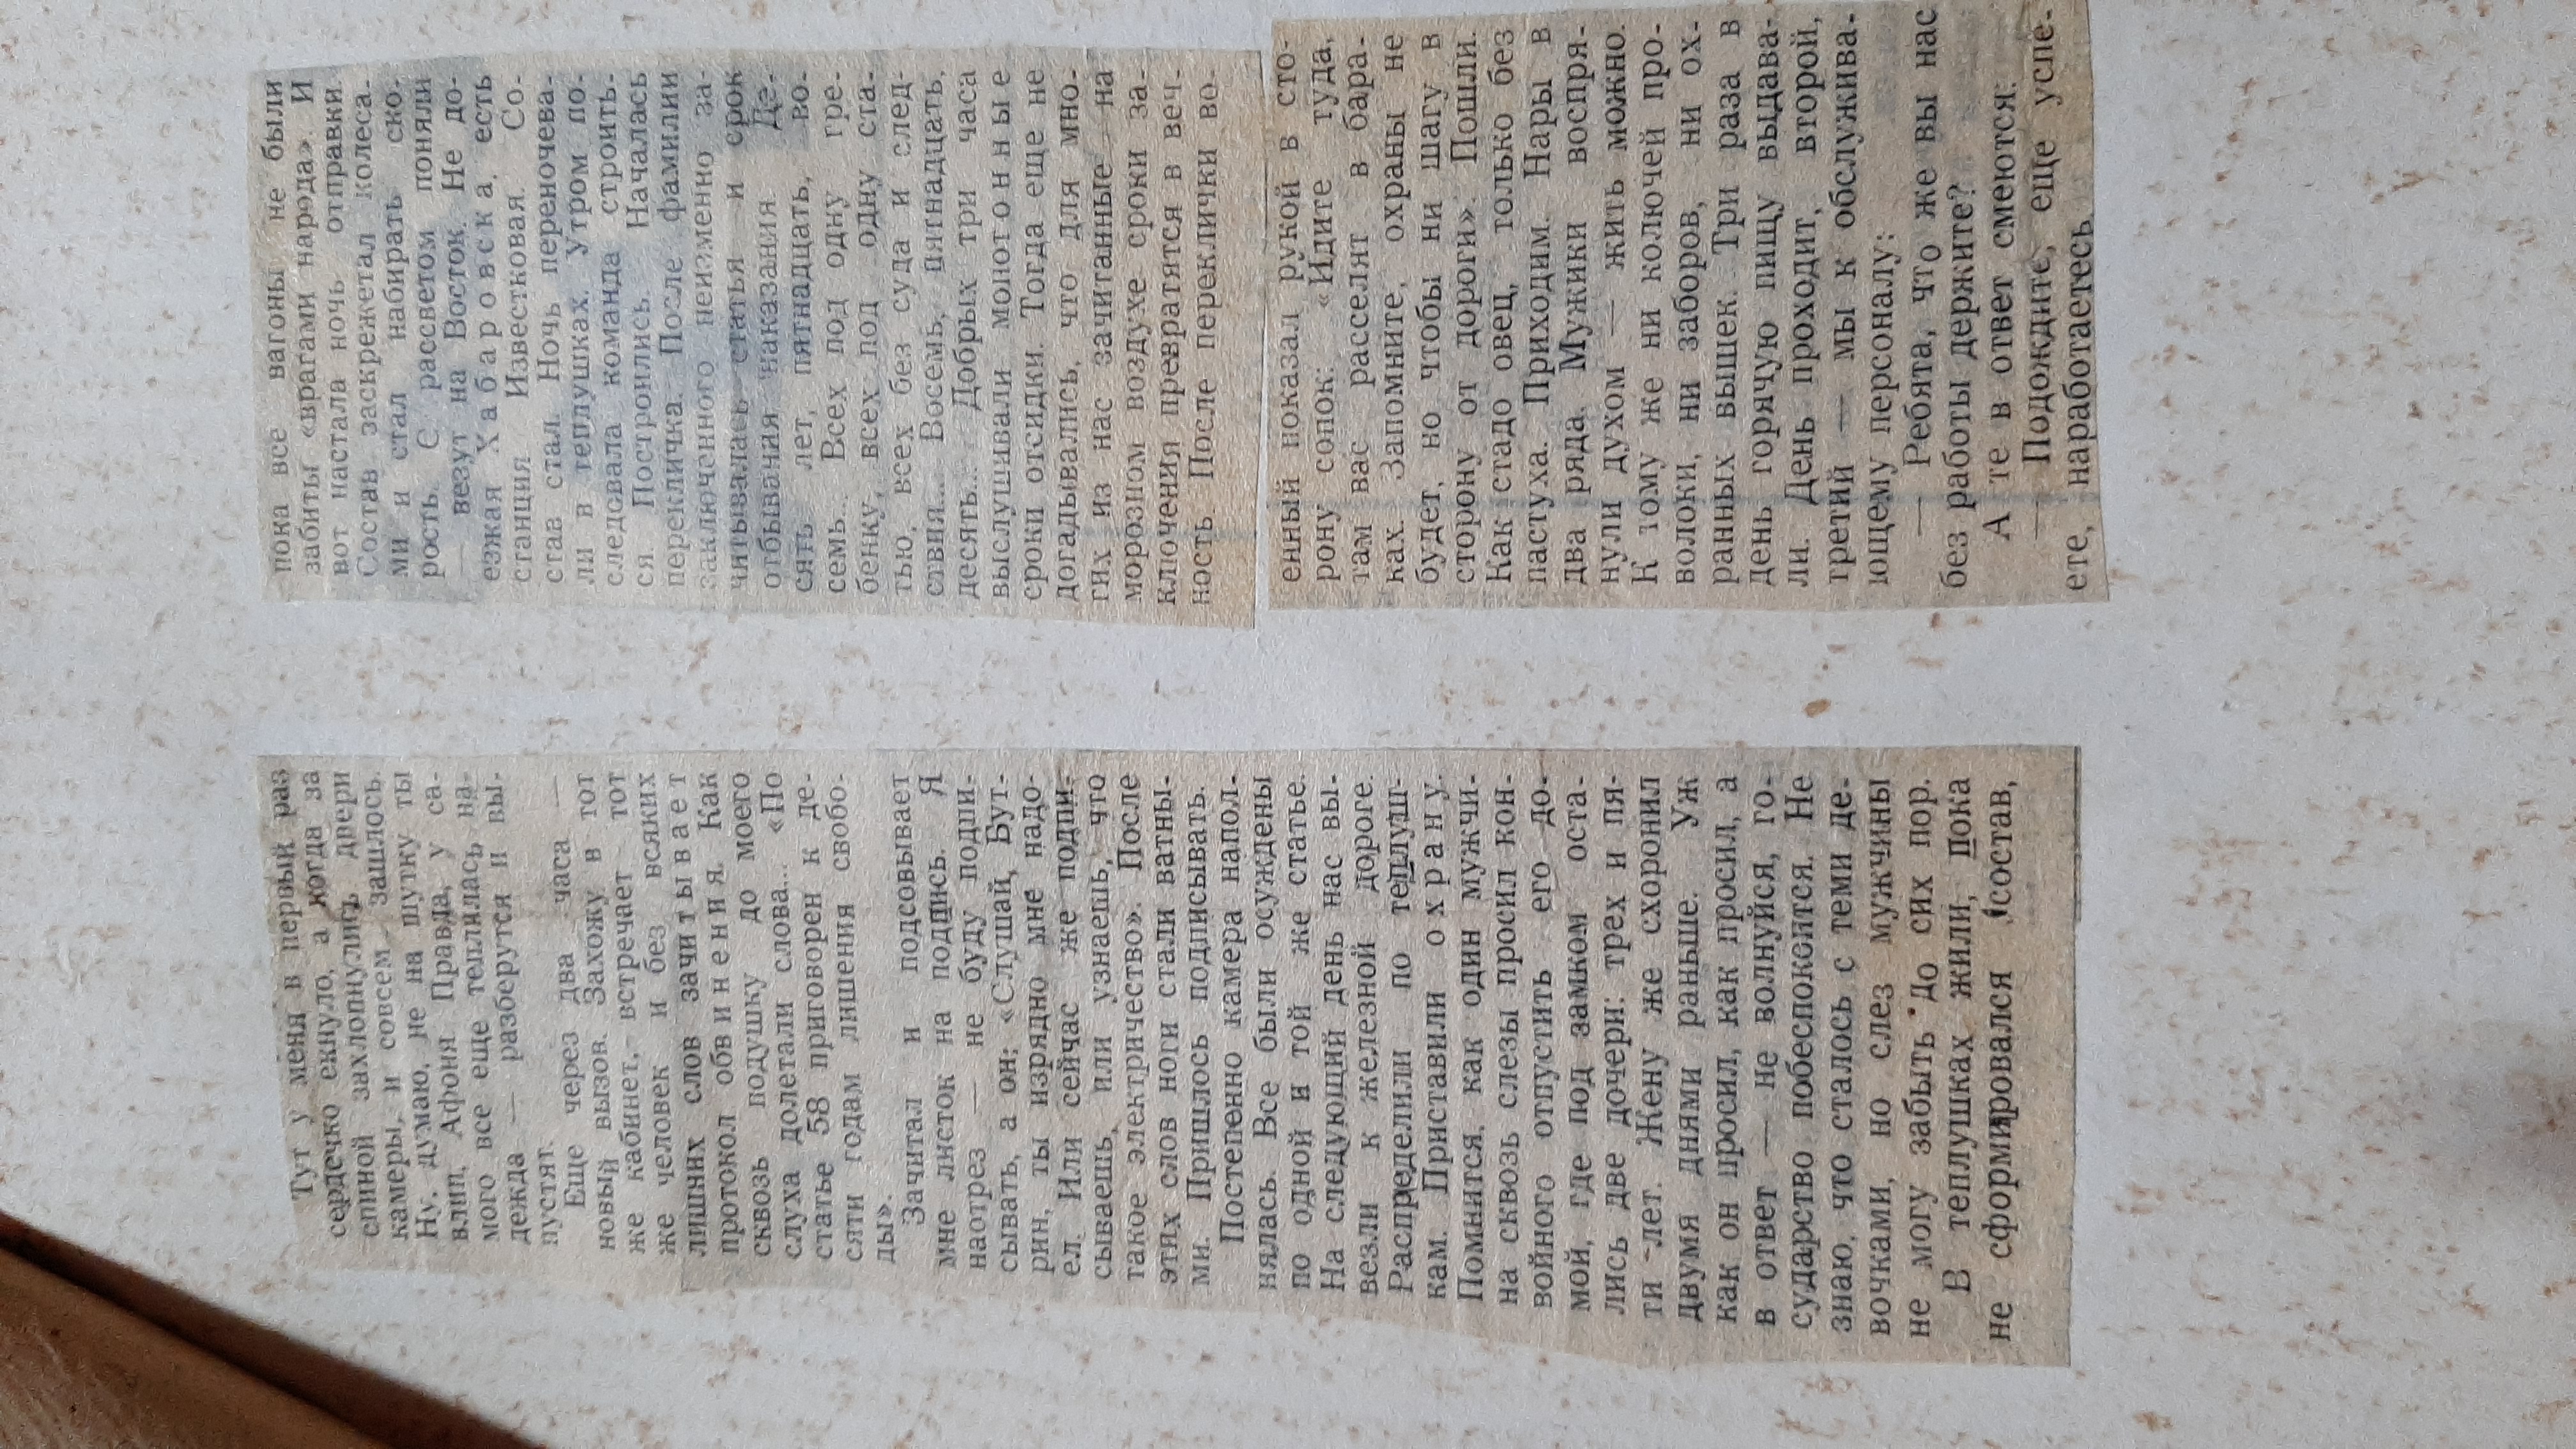 Тут у меня в первый раз
сердечко екнуло, а когда за
спиной захлопнулись двери
камеры, и совсем зашлось.
Ну, думаю, не на шутку ты
влип, Афоня. Правда, у са-
мого все еще теплилась на-
дежда — разберутся и вы-
пустят.
Еще через два часа —
новый вызов. Захожу в тот
же кабинет, встречает тот
же человек и без всяких
лишних слов зачитывает
протокол обвинения. Как
сквозь подушку до моего
слуха долетали слова... «По
статье 58 приговорен к де-
сяти годам лишения свобо-
ды».
Зачитал и подсовывает
мне листок на подпись. Я
наотрез — не буду подпи-
сывать, а он: «Слушай, Бут-
рин, ты изрядно мне надо-
ел. Или сейчас же подпи-
сываешь, или узнаешь, что
такое электричество». После
этих слов ноги стали ватны-
ми. Пришлось подписывать.
Постепенно камера напол-
нялась. Все были осуждены
по одной и той же статье.
На следующий день нас вы-
везли к железной дороге.
Распределили по теплуш-
кам. Приставили охрану.
Помнится, как один мужчи-
на сквозь слезы просил кон-
войного отпустить его до-
мой, где под замком оста-
лись две дочери: трех и пя-
ти лет. Жену же схоронил
двумя днями раньше. Уж
как он просил, как просил, а
в ответ — не волнуйся, го-
сударство побеспокоится. Не
знаю, что сталось с теми де-
вочками, но слез мужчины
не могу забыть до сих пор.
В теплушках жили, пока
не сформировался состав,
пока все вагоны не были
забиты «врагами народа». И
вот настала ночь отправки.
Состав заскрежетал колеса-
ми и стал набирать ско-
рость. С рассветом поняли
— везут на Восток. Не до-
езжая Хабаровска, есть
станция Известковая. Со-
став стал. Ночь переночева-
ли в теплушках. Утром по-
следовала команда строить-
ся. Построились. Началась
перекличка. После фамилии
заключенного неизменно за-
читывалась статья и срок
отбывания наказания. Де-
сять лет, пятнадцать, во-
семь... Всех под одну гре-
бенку, всех под одну ста-
тью, всех без суда и след-
ствия... Восемь, пятнадцать,
десять... Добрых три часа
выслушивали монотонные
сроки отсидки. Тогда еще не
догадывались, что для мно-
гих из нас зачитанные на
морозном воздухе сроки за-
ключения превратятся в веч-
ность. После переклички во-
енный показал рукой в сто-
рону сопок: «Идите туда,
там вас расселят в бара-
ках. Запомните, охраны не
будет, но чтобы ни шагу в
сторону от дороги». Пошли.
Как стадо овец, только без
пастуха. Приходим. Нары в
два ряда. Мужики воспря-
нули духом — жить можно.
К тому же ни колючей про-
волоки, ни заборов, ни ох-
ранных вышек. Три раза в
день горячую пищу выдава-
ли. День проходит, второй,
третий — мы к обслужива-
ющему персоналу:
— Ребята, что же вы нас
без работы держите?
А те в ответ смеются:
— Подождите, еще успе-
ете, наработаетесь.